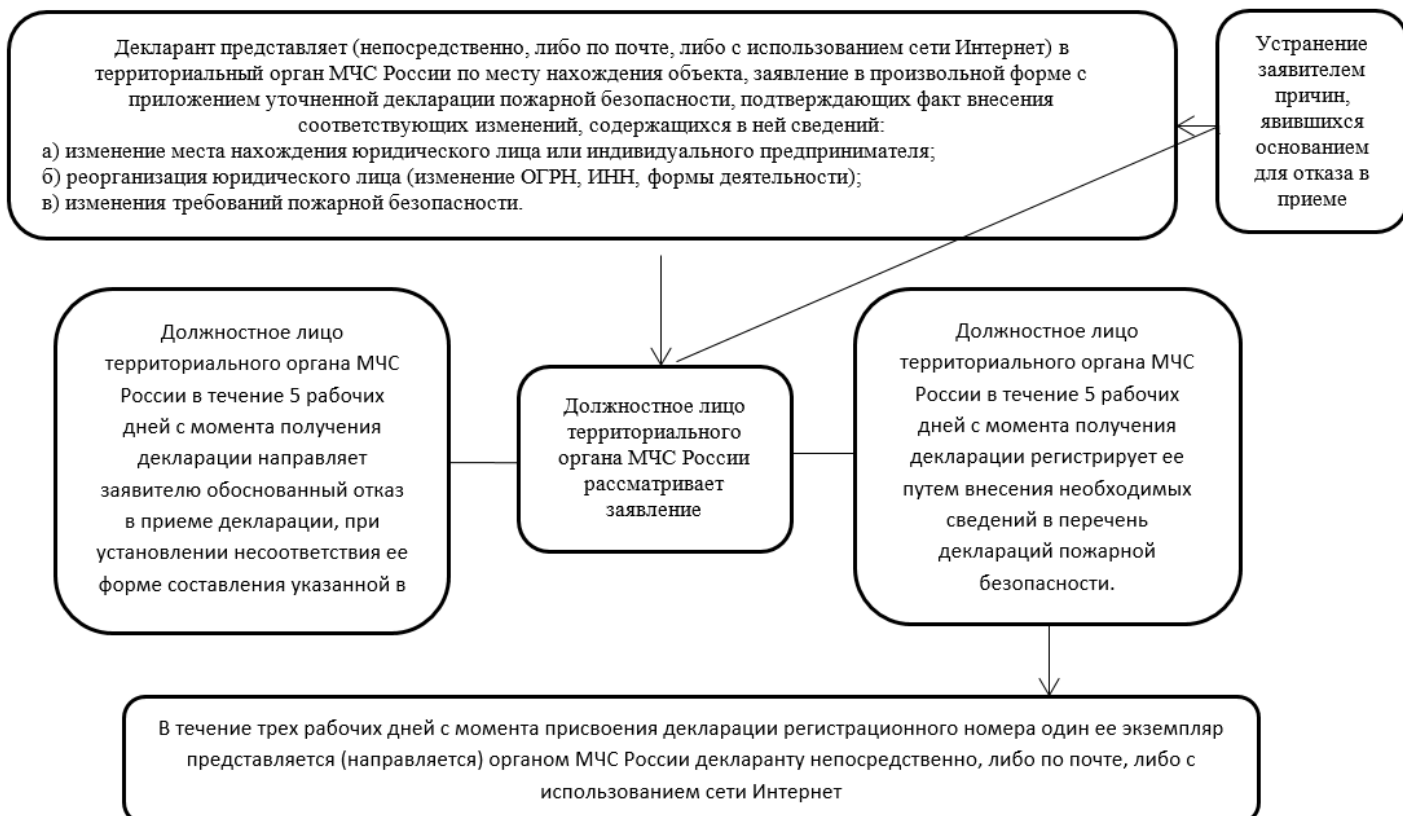 Декларант представляет (непосредственно, либо по почте, либо с использованием сети Интернет) в
территориальный орган МЧС России по месту нахождения объекта, заявление в произвольной форме с
приложением уточненной декларации пожарной безопасности, подтверждающих факт внесения
соответствующих изменений, содержащихся в ней сведений:
а) изменение места нахождения юридического лица или индивидуального предпринимателя;
б) реорганизация юридического лица (изменение ОГРН, ИНН, формы деятельности);
в) изменения требований пожарной безопасности.
Устранение
заявителем
причин,
явившихся
основанием
для отказа в
приеме
Должностное лицо
территориального органа МЧС
России в течение 5 рабочих
дней с момента получения
декларации направляет
заявителю обоснованный отказ
в приеме декларации, при
установлении несоответствия ее
форме составления указанной в
Должностное лицо
территориального
органа МЧС России
рассматривает
заявление
Должностное лицо
территориального органа МЧС
России в течение 5 рабочих
дней с момента получения
декларации регистрирует ее
путем внесения необходимых
сведений в перечень
деклараций пожарной
безопасности.
В течение трех рабочих дней с момента присвоения декларации регистрационного номера один ее экземпляр
представляется (направляется) органом МЧС России декларанту непосредственно, либо по почте, либо с
использованием сети Интернет